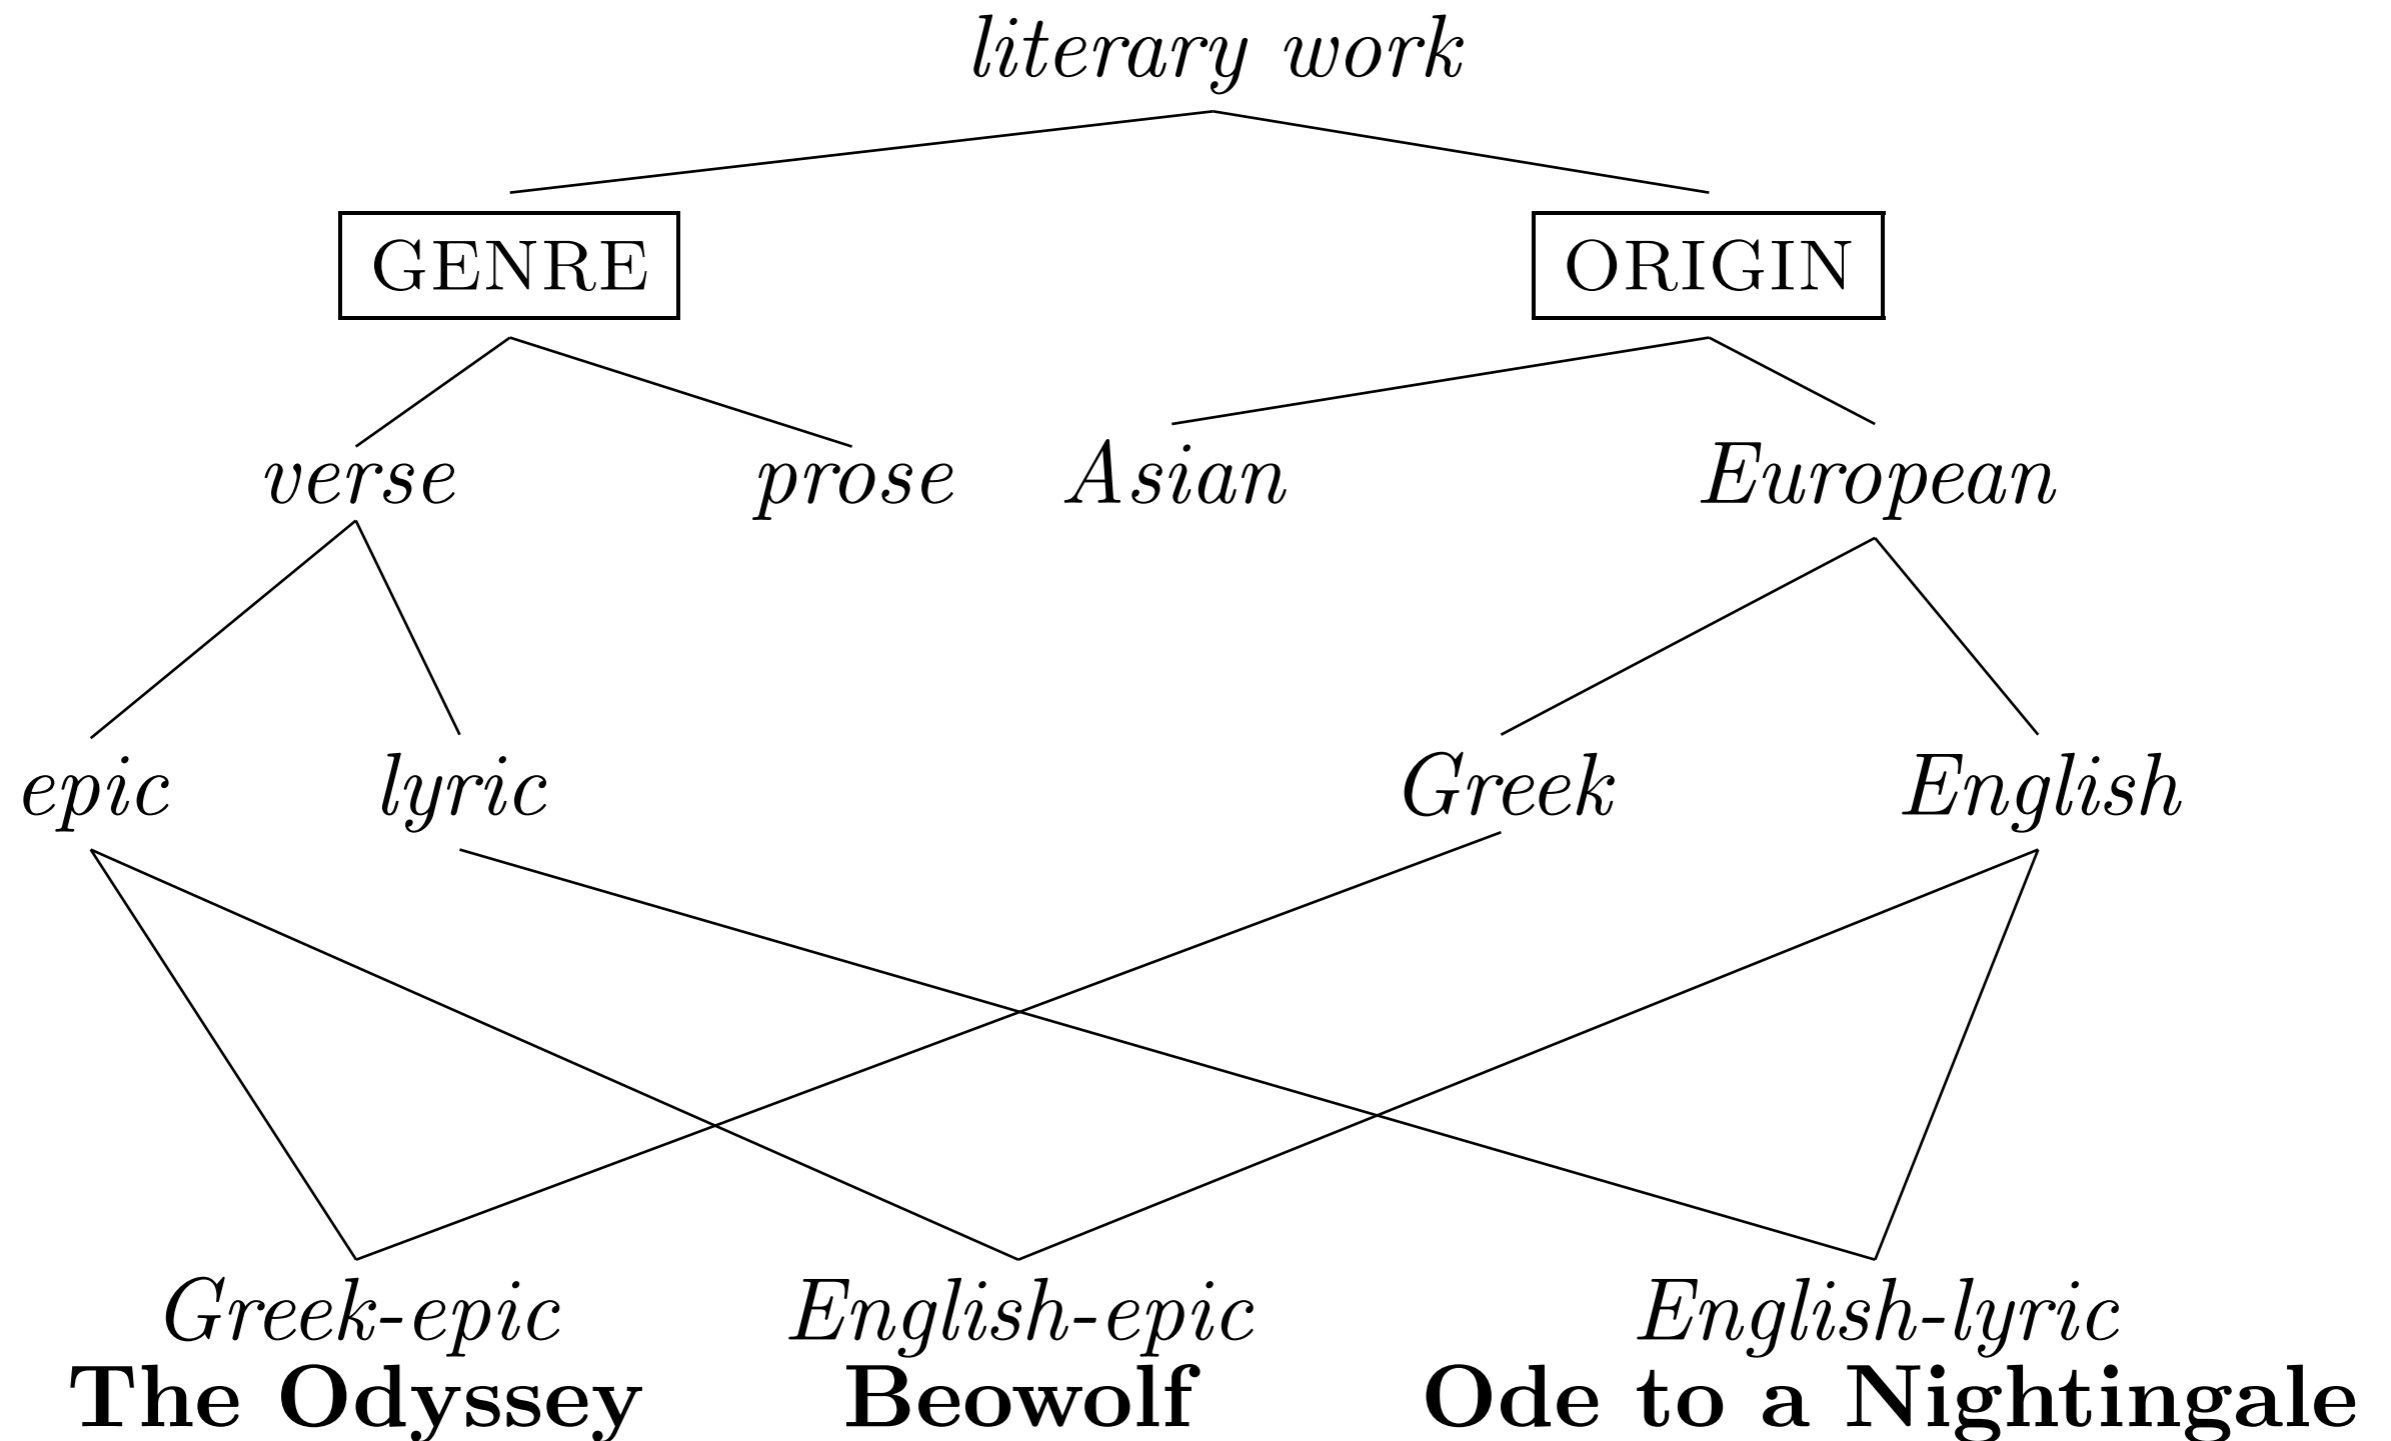 literary work
GENRE ORIGIN
verse prose Asian European
epic lyric Greek English
Greek-epic English-epic English-lyric
The Odyssey Beowolf Ode to a Nightingale